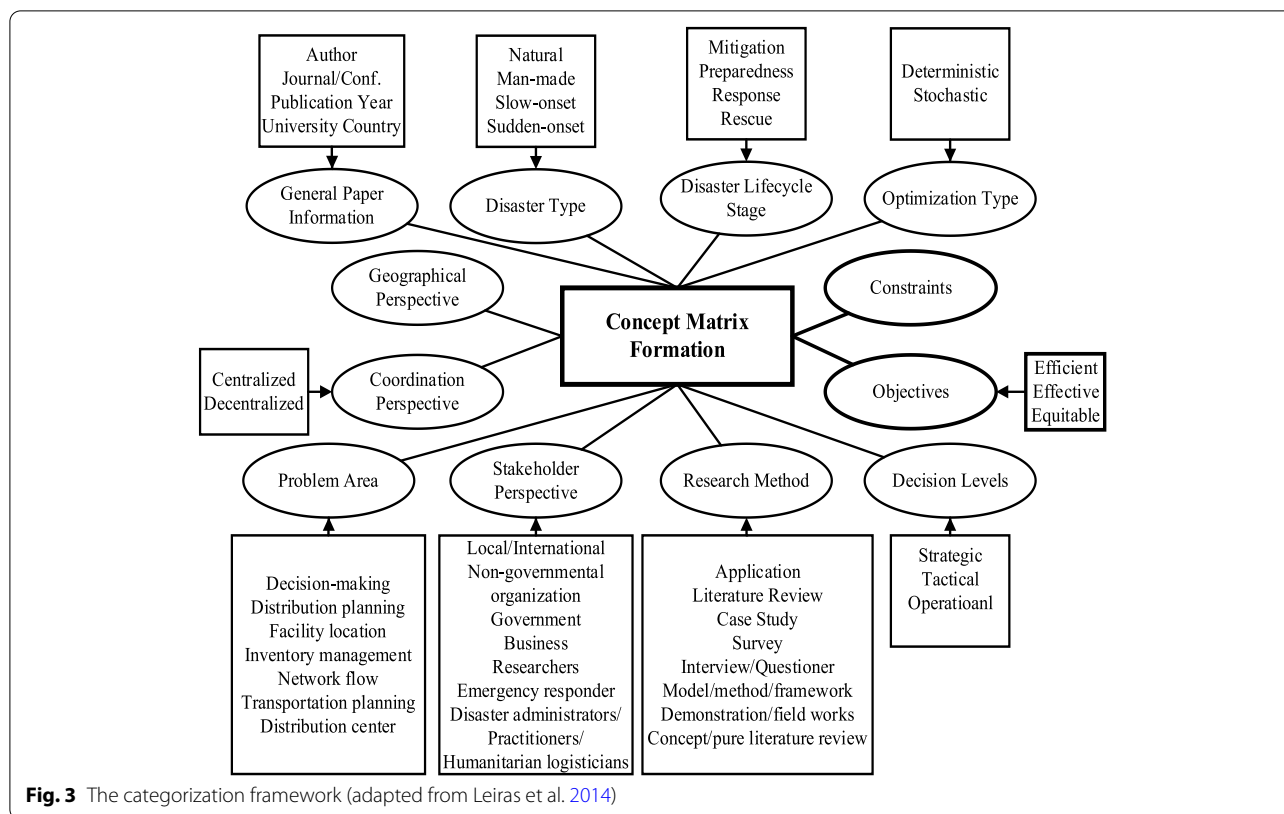 Author
Journal/Conf.
Publication Year
University Country
Natural
Man-made
Slow-onset
Sudden-onset
Mitigation
Preparedness
Response
Rescue
Deterministic
Stochastic
General Paper
Information
Disaster Type
Disaster Lifecycle
Stage
Optimization Type
Geographical
Perspective
Concept Matrix
Formation
Constraints
Centralized
Decentralized
Coordination
Perspective
Objectives
Efficient
Effective
Equitable
Problem Area
Stakeholder
Perspective
Research Method
Decision Levels
Decision-making
Distribution planning
Facility location
Inventory management
Network flow
Transportation planning
Distribution center
Local/International
Non-governmental
organization
Government
Business
Researchers
Emergency responder
Disaster administrators/
Practitioners/
Humanitarian logisticians
Application
Literature Review
Case Study
Survey
Interview/Questioner
Model/method/framework
Demonstration/field works
Concept/pure literature review
Strategic
Tactical
Operatioanl
Fig. 3 The categorization framework (adapted from Leiras et al. 2014)